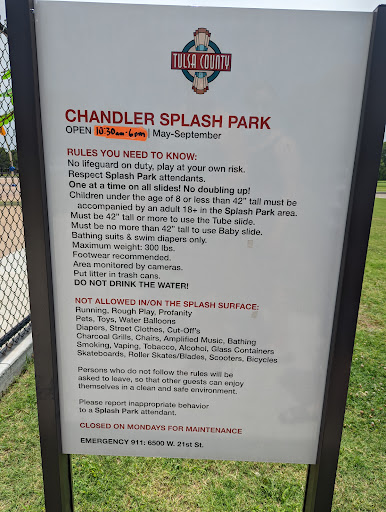 TULSA COUNTY
CHANDLER SPLASH PARK
OPEN 10:30am-6pm | May-September
RULES YOU NEED TO KNOW:
No lifeguard on duty, play at your own risk.
Respect Splash Park attendants.
One at a time on all slides! No doubling up!
Children under the age of 8 or less than 42" tall must be
accompanied by an adult 18+ in the Splash Park area.
Must be 42" tall or more to use the Tube slide.
Must be no more than 42" tall to use Baby slide.
Bathing suits & swim diapers only.
Maximum weight: 300 lbs.
Footwear recommended.
Area monitored by cameras.
Put litter in trash cans.
DO NOT DRINK THE WATER!
NOT ALLOWED IN/ON THE SPLASH SURFACE:
Running, Rough Play, Profanity
Pets, Toys, Water Balloons
Diapers, Street Clothes, Cut-Off's
Charcoal Grills, Chairs, Amplified Music, Bathing
Smoking, Vaping, Tobacco, Alcohol, Glass Containers
Skateboards, Roller Skates/Blades, Scooters, Bicycles
Persons who do not follow the rules will be
asked to leave, so that other guests can enjoy
themselves in a clean and safe environment.
Please report inappropriate behavior
to a Splash Park attendant.
CLOSED ON MONDAYS FOR MAINTENANCE
EMERGENCY 911: 6500 W. 21st St.